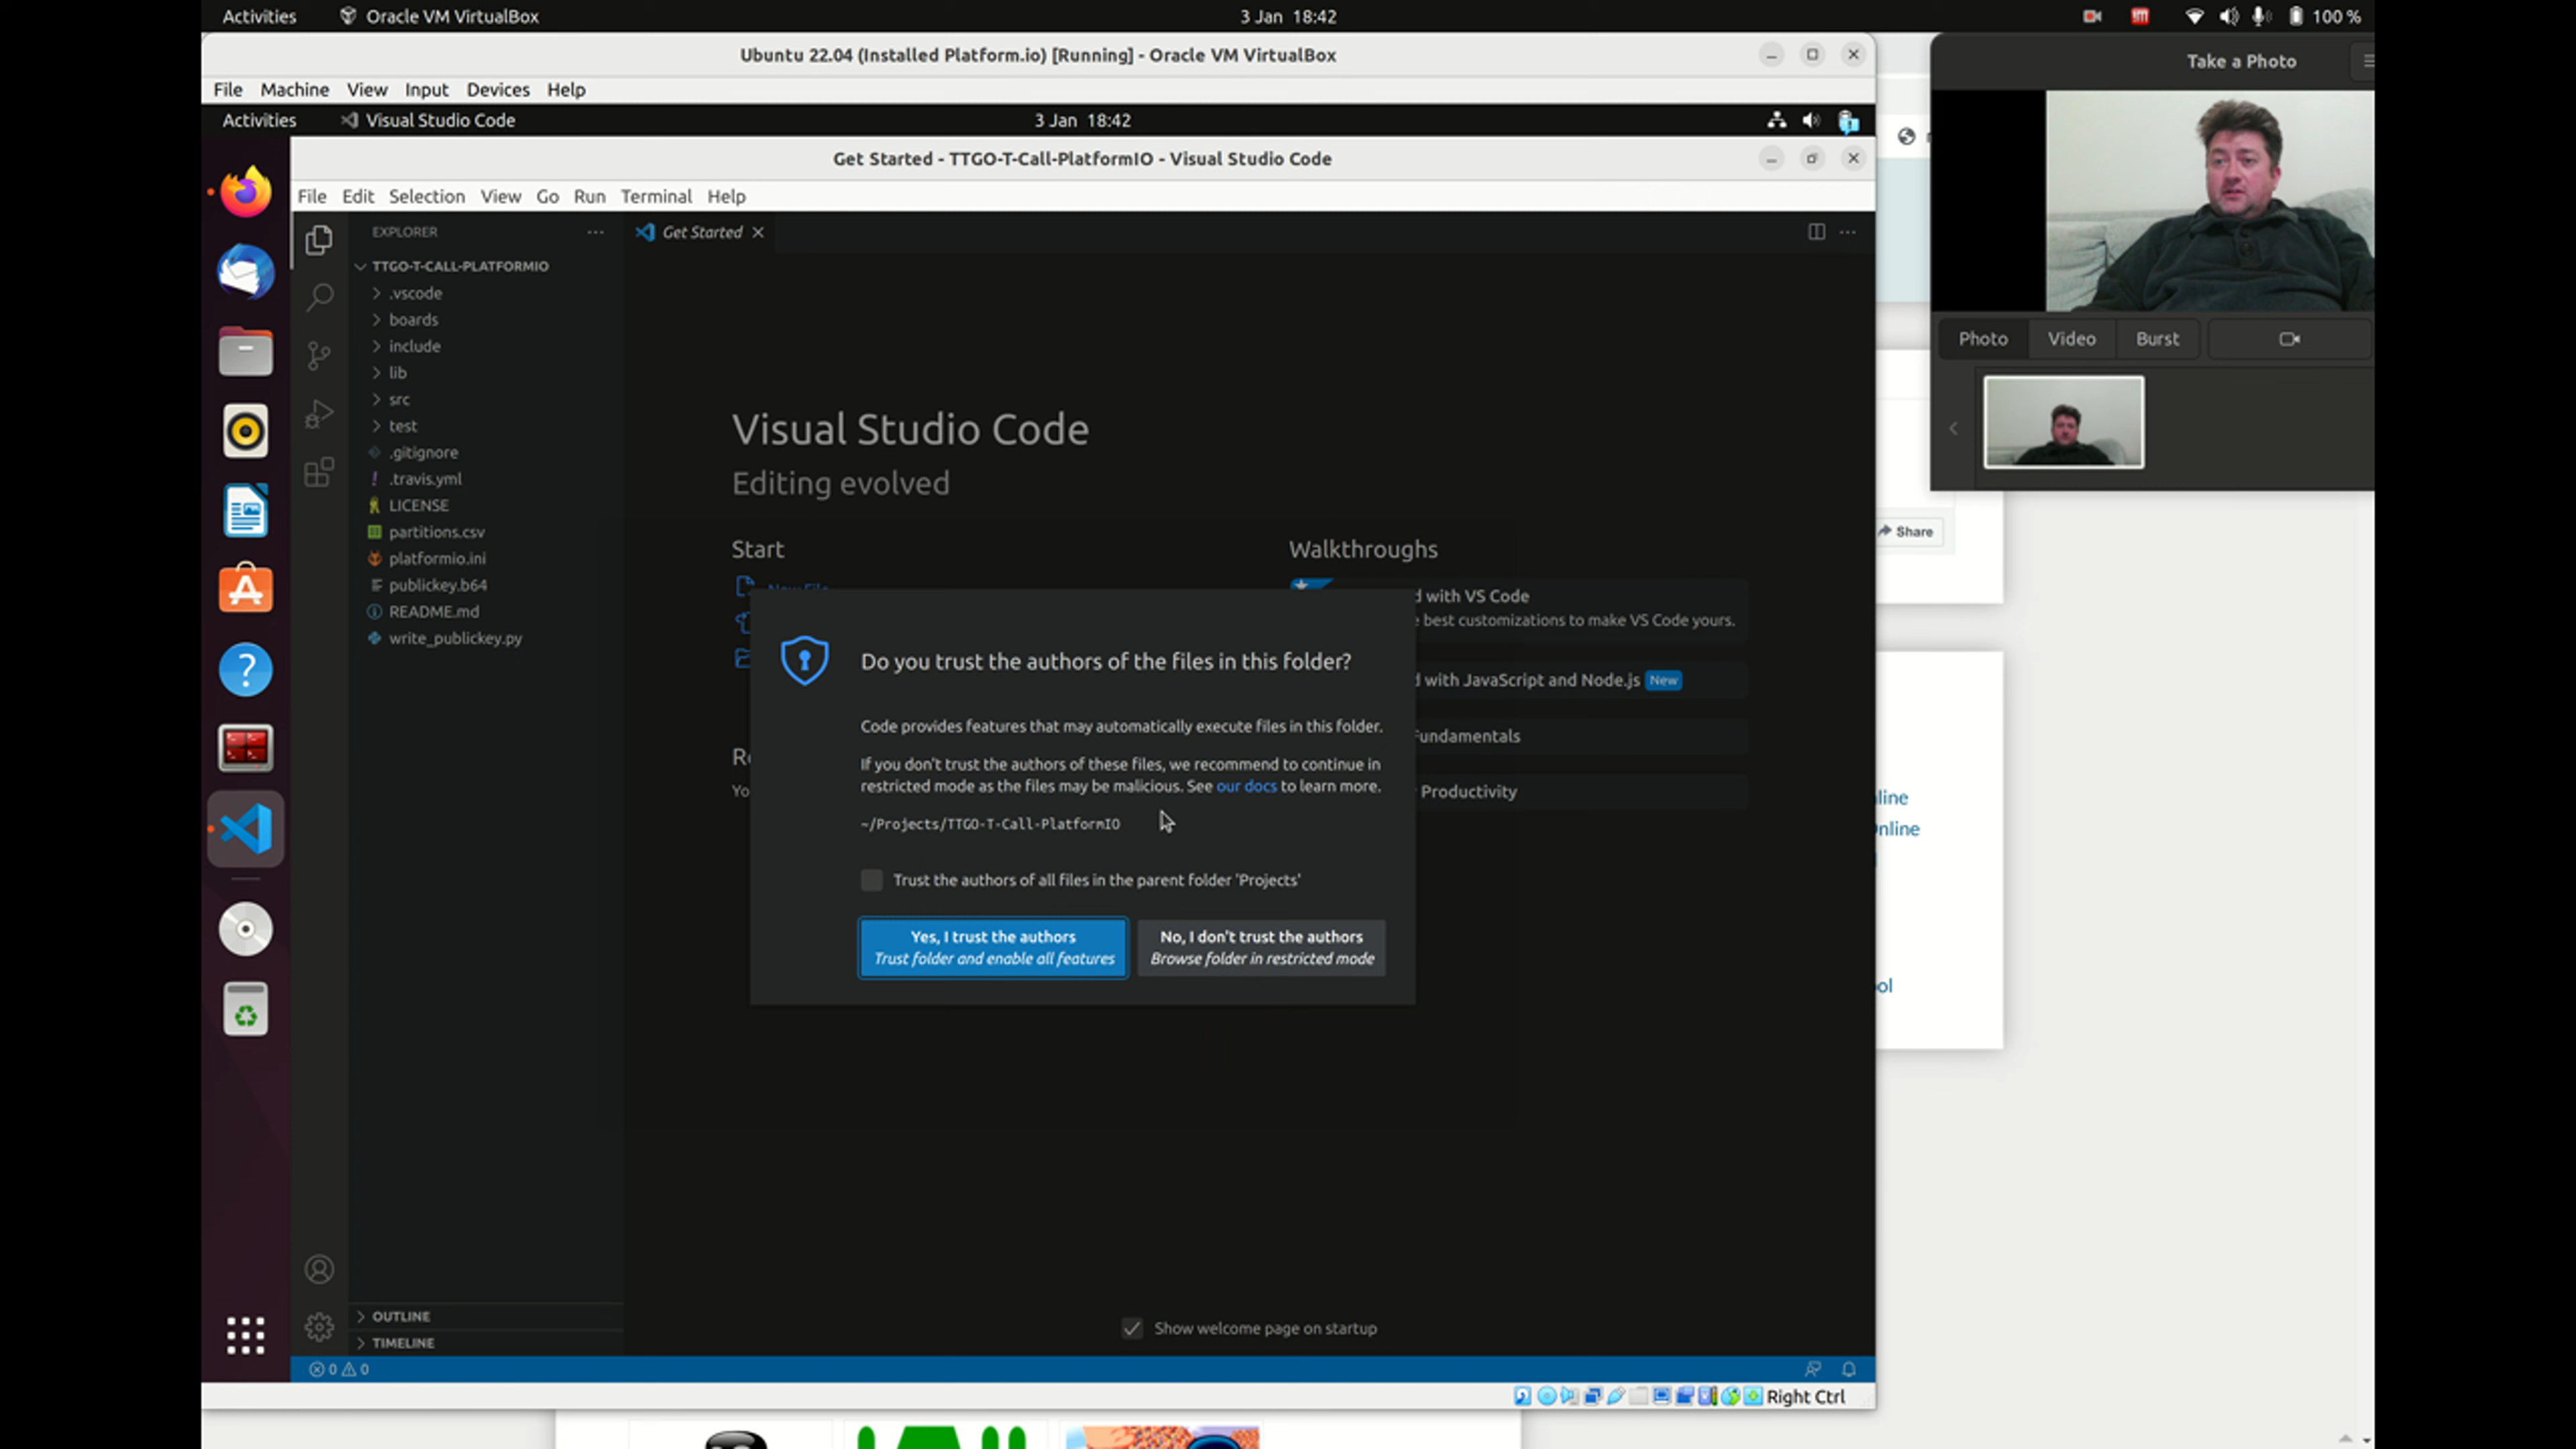 Activities
Oracle VM VirtualBox
3 Jan 18:42
100 %
Ubuntu 22.04 (Installed Platform.io) [Running] - Oracle VM VirtualBox
File Machine View Input Devices Help
Activities
Visual Studio Code
3 Jan 18:42
Get Started - TTGO-T-Call-PlatformIO - Visual Studio Code
File Edit Selection View Go Run Terminal Help
EXPLORER
Get Started
TTGO-T-CALL-PLATFORMIO
.vscode
boards
include
lib
src
test
.gitignore
.travis.yml
LICENSE
partitions.csv
platformio.ini
publickey.b64
README.md
write_publickey.py
OUTLINE
TIMELINE
Visual Studio Code
Editing evolved
Start
New File
Walkthroughs
d with VS Code
e best customizations to make VS Code yours.
d with JavaScript and Node.js New
Fundamentals
Productivity
Do you trust the authors of the files in this folder?
Code provides features that may automatically execute files in this folder.
If you don't trust the authors of these files, we recommend to continue in
restricted mode as the files may be malicious. See our docs to learn more.
~/Projects/TTGO-T-Call-PlatformIO
Trust the authors of all files in the parent folder 'Projects'
Yes, I trust the authors
Trust folder and enable all features
No, I don't trust the authors
Browse folder in restricted mode
Show welcome page on startup
0 0
Right Ctrl
Take a Photo
Photo Video Burst
Share